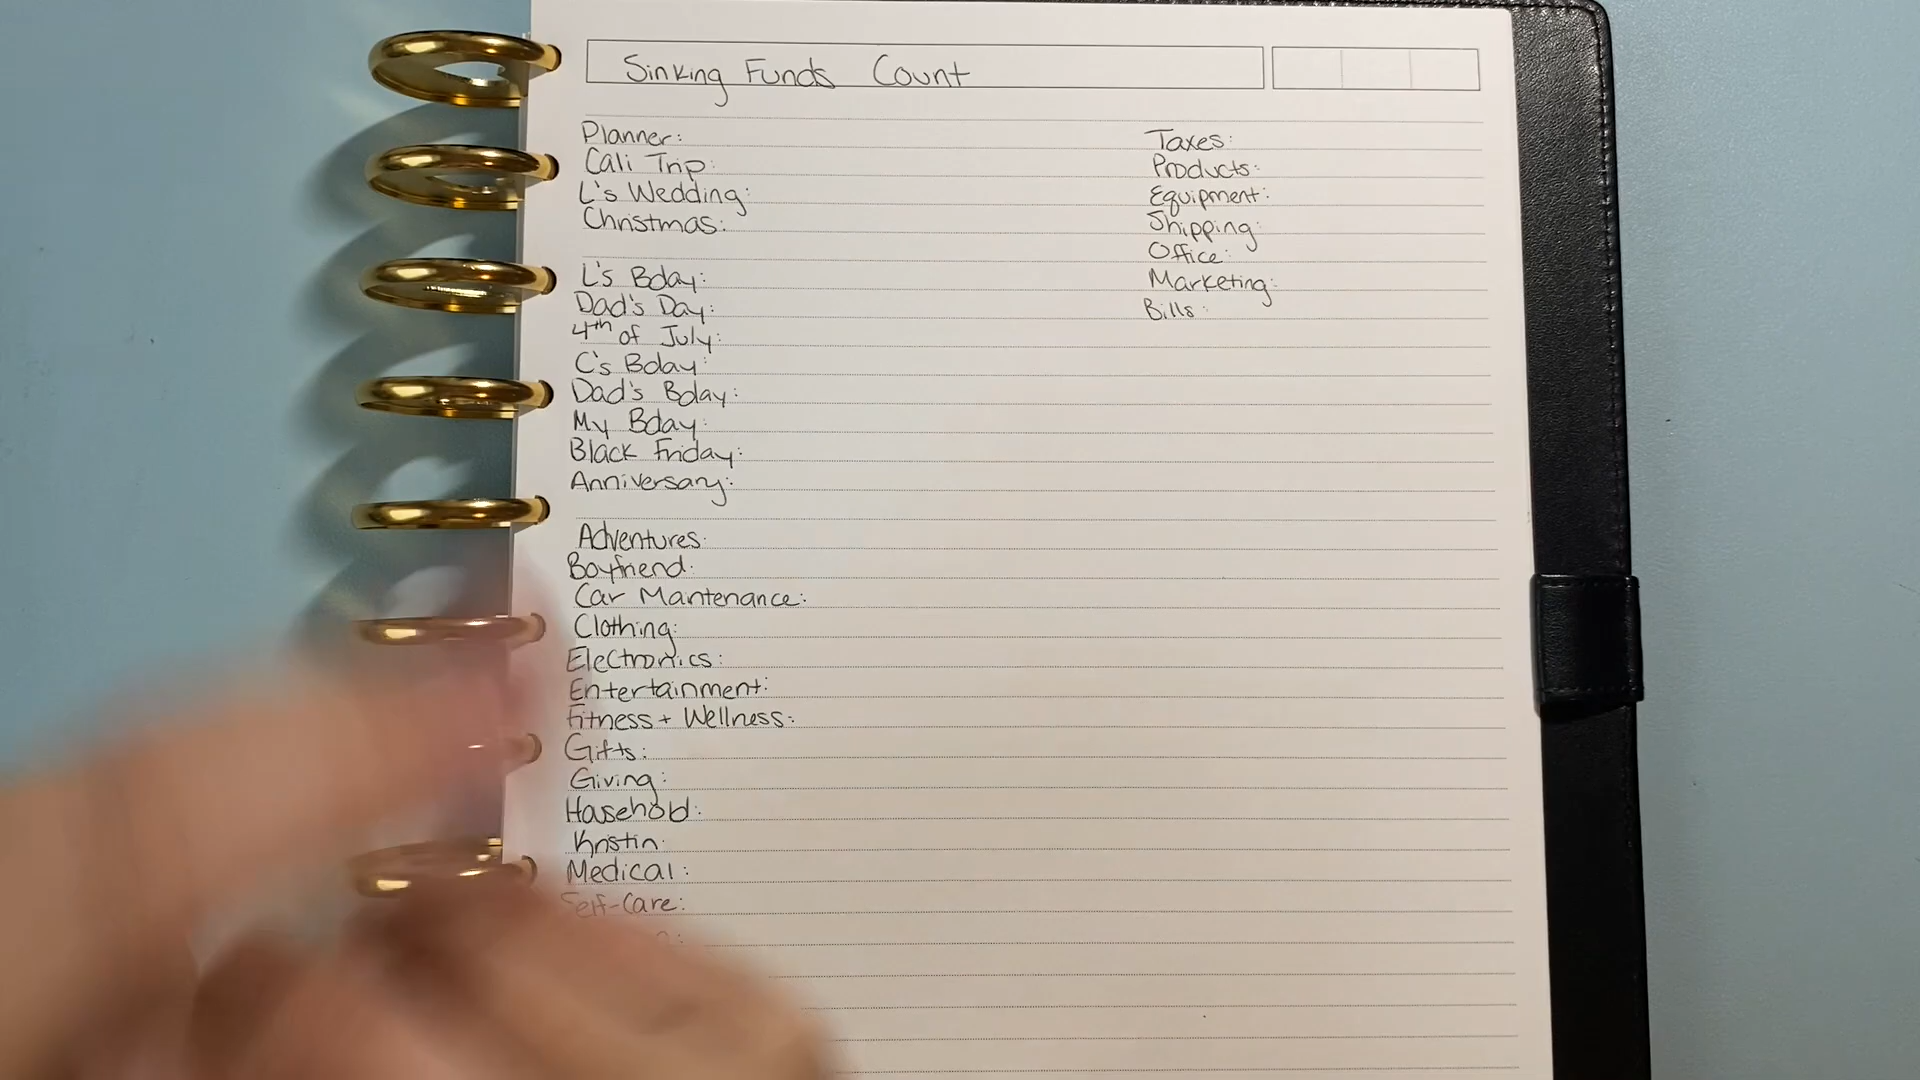 Sinking Funds Count
Planner:
Cali Trip:
L's Wedding:
Christmas:
L's Bday:
Dad's Day:
4th of July:
C's Bday:
Dad's Bday:
My Bday:
Black Friday:
Anniversary:
Adventures:
Boyfriend:
Car Mantenance:
Clothing:
Electronics:
Entertainment:
Fitness + Wellness:
Gifts:
Giving:
Hasehold:
Kristin:
Medical:
Self-Care:
Taxes:
Products:
Equipment:
Shipping:
Office:
Marketing:
Bills: